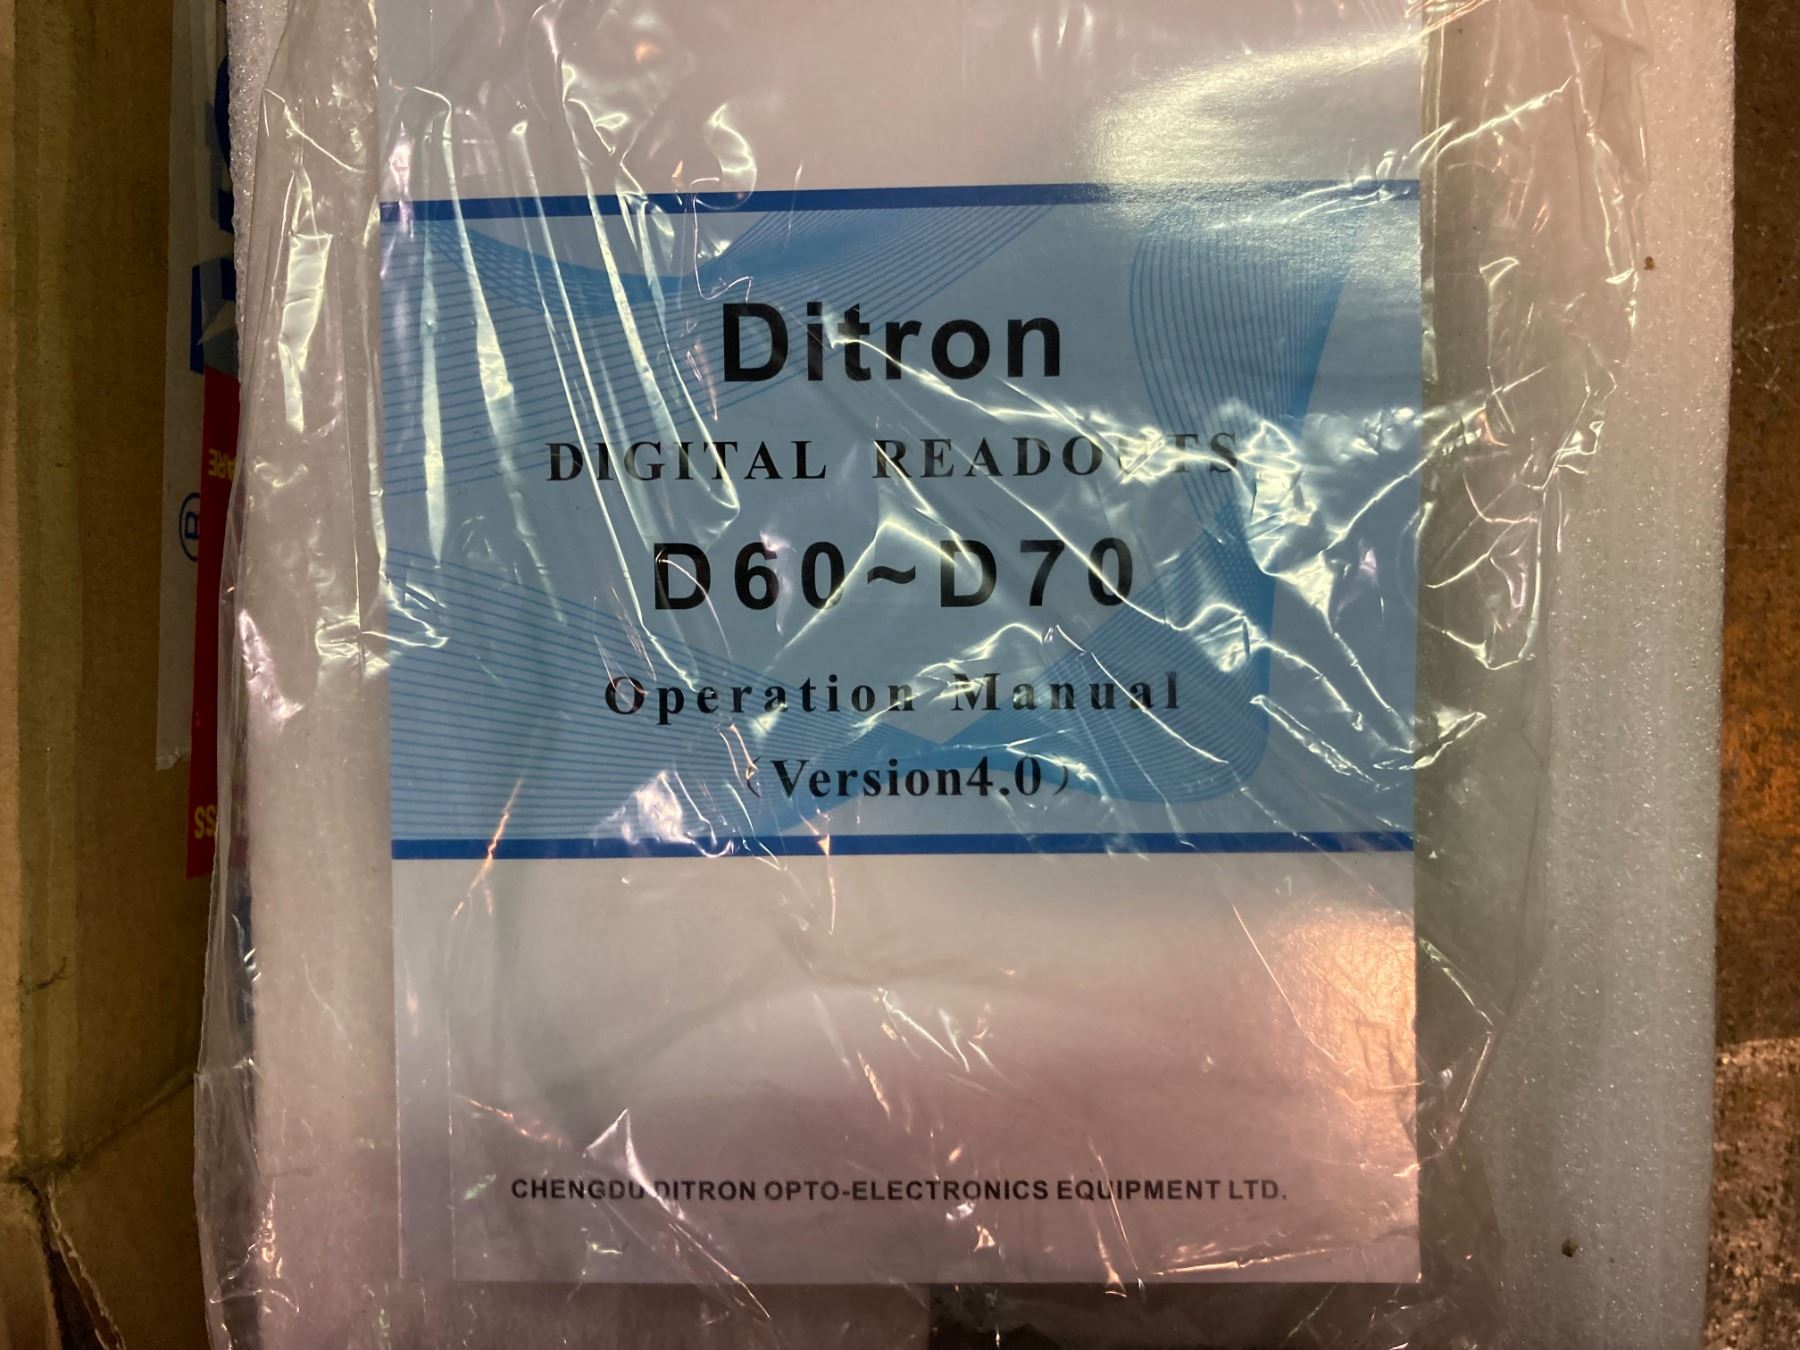 Ditron
DIGITAL READOUTS
D60~D70
Operation Manual
(Version4.0)
CHENGDU DITRON OPTO-ELECTRONICS EQUIPMENT LTD.